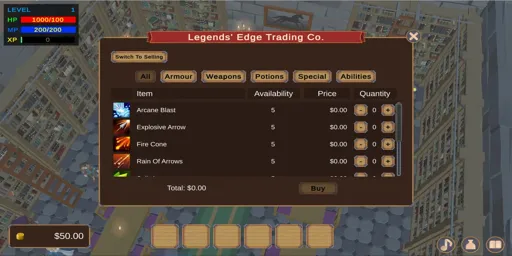 LEVEL 1
HP 1000/100
MP 200/200
XP 0
Legends' Edge Trading Co.
Switch To Selling
All Armour Weapons Potions Special Abilities
Item Availability Price Quantity
Arcane Blast 5 $0.00 - 0 +
Explosive Arrow 5 $0.00 - 0 +
Fire Cone 5 $0.00 - 0 +
Rain Of Arrows 5 $0.00 - 0 +
Total: $0.00 Buy
$50.00